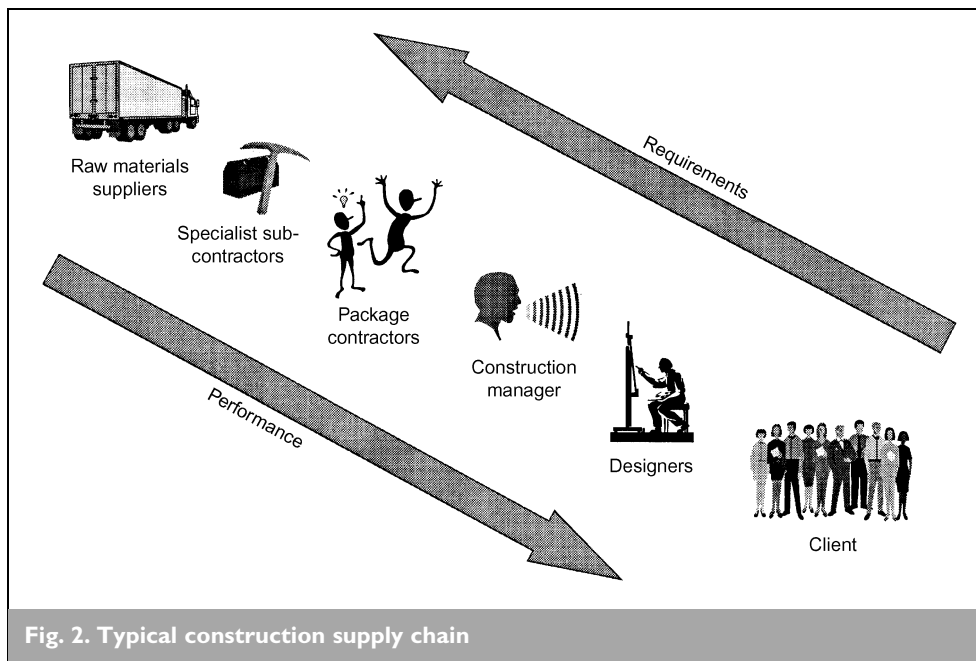 Requirements
Raw materials
suppliers
Specialist sub-
contractors
Package
contractors
Construction
manager
Performance
Designers
Client
Fig. 2. Typical construction supply chain